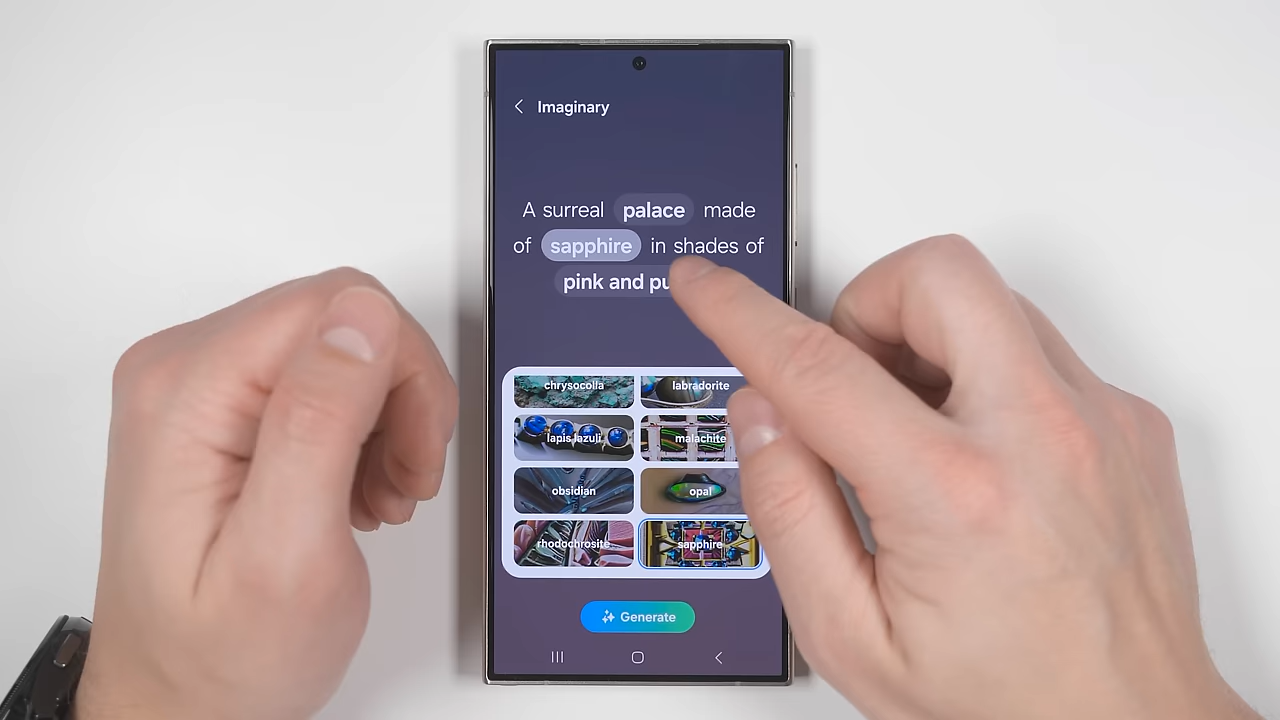 Imaginary
A surreal palace made
of sapphire in shades of
pink and
chrysocolla labradorite
lapis lazuli malachite
obsidian opal
rhodochrosite sapphire
Generate